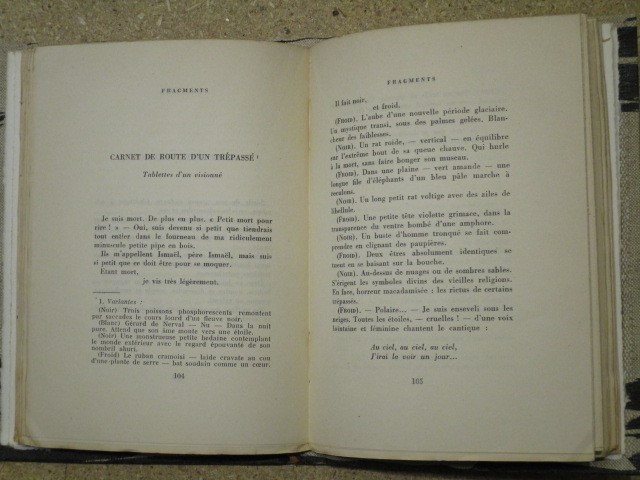 FRAGMENTS
CARNET DE ROUTE D'UN TRÉPASSÉ ¹
Tablettes d'un visionné
Je suis mort. De plus en plus, « Petit mort pour
rire ! » — Oui, suis devenu si petit que tiendrais
tout entier dans le fourneau de ma ridiculement
minuscule petite pipe en bois.
Ils m'appellent Ismaël, père Ismaël, mais suis
si petit que ce doit être pour se moquer.
Etant mort,
je vis très légèrement.
1. Variantes :
(Noir) Trois poissons phosphorescents remontent
par saccades le cours lourd d'un fleuve noir.
(Blanc) Gérard de Nerval — Nu — Dans la nuit
pure. Attend que son âme monte vers une étoile.
(Noir) Une monstrueuse petite hedaine contemplant
le monde extérieur avec le regard épouvanté de son
nombril ahuri.
(Froid) Le ruban cramoisi — laide cravate au cou
d'une plante de serre — bat soudain comme un cœur.
104
FRAGMENTS
Il fait noir,
et froid.
(Froid). L'aube d'une nouvelle période glaciaire.
Un mystique transi, sous des palmes gelées. Blan-
cheur des faiblesses.
(Noir). Un rat roide, — vertical — en équilibre
sur l'extrême bout de sa queue chauve. Qui hurle
à la mort, sans faire bouger son museau.
(Froid). Dans une plaine — vert amande — une
longue file d'éléphants d'un bleu pâle marche à
reculons.
(Noir). Un long petit rat voltige avec des ailes de
libellule.
(Froid). Une petite tête violette grimace, dans la
transparence du ventre bombé d'une amphore.
(Noir). Un buste d'homme tronqué se fait com-
prendre en clignant des paupières.
(Froid). Deux êtres absolument identiques se
tuent en se baisant sur la bouche.
(Noir). Au-dessus de nuages ou de sombres sables.
S'érigent les symboles divins des vieilles religions.
En face, horreur macadamisée : les rictus de certains
trépassés.
(Froid). — Polaire... — Je suis enseveli sous les
neiges. Toutes les étoiles, — cruelles ! — d'une voix
lointaine et féminine chantent le cantique :
Au ciel, au ciel, au ciel,
J'irai le voir un jour...
105